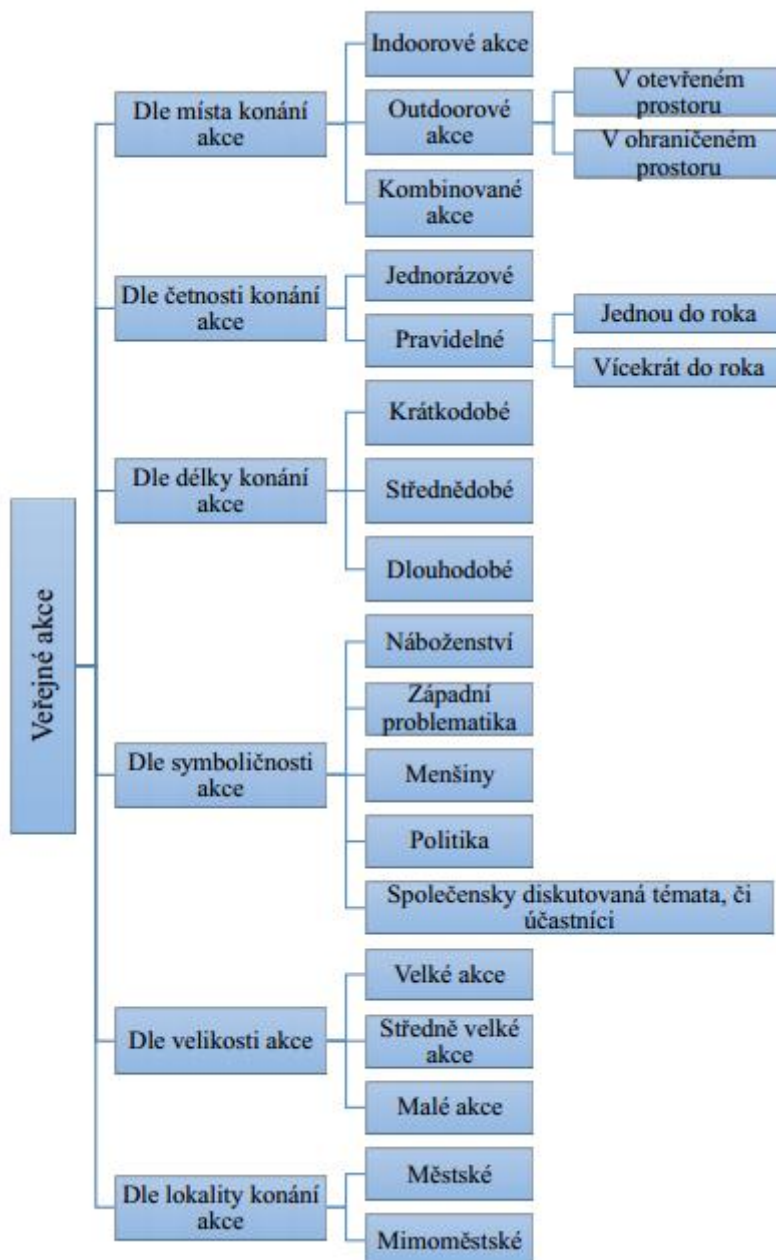 Veřejné akce
Dle místa konání
akce
Indoorové akce
Outdoorové
akce
V otevřeném
prostoru
V ohraničeném
prostoru
Kombinované
akce
Dle četnosti konání
akce
Jednorázové
Pravidelné
Jednou do roka
Vícekrát do roka
Dle délky konání
akce
Krátkodobé
Střednědobé
Dlouhodobé
Dle symboličnosti
akce
Náboženství
Západní
problematika
Menšiny
Politika
Společensky diskutovaná témata, či
účastníci
Dle velikosti akce
Velké akce
Středně velké
akce
Malé akce
Dle lokality konání
akce
Městské
Mimoměstské